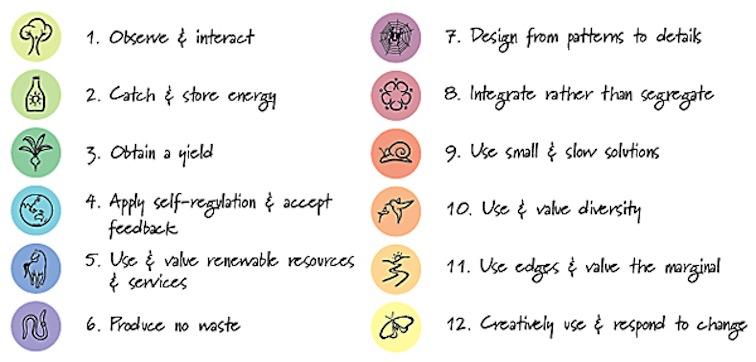 1. Observe & interact
2. Catch & store energy
3. Obtain a yield
4. Apply self-regulation & accept
feedback
5. Use & value renewable resources
& services
6. Produce no waste
7. Design from patterns to details
8. Integrate rather than segregate
9. Use small & slow solutions
10. Use & value diversity
11. Use edges & value the marginal
12. Creatively use & respond to change